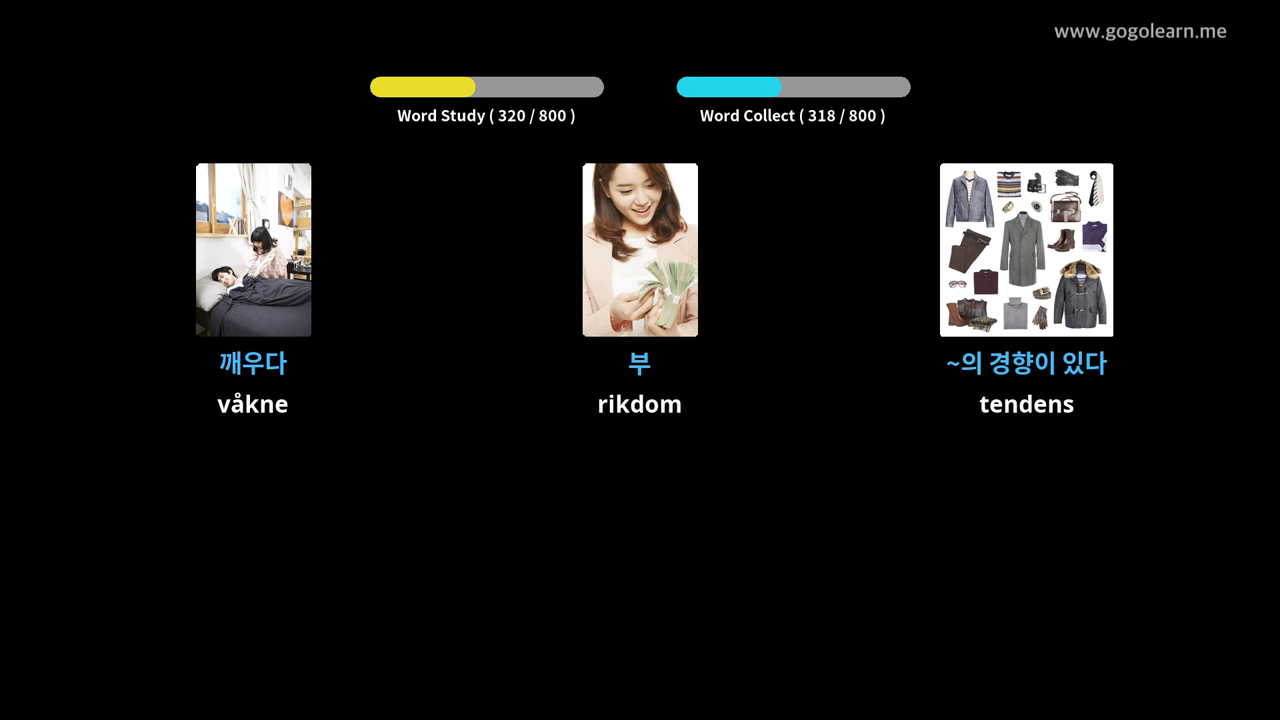 www.gogolearn.me
Word Study ( 320 / 800 )
Word Collect ( 318 / 800 )
깨우다
부
~의 경향이 있다
våkne
rikdom
tendens